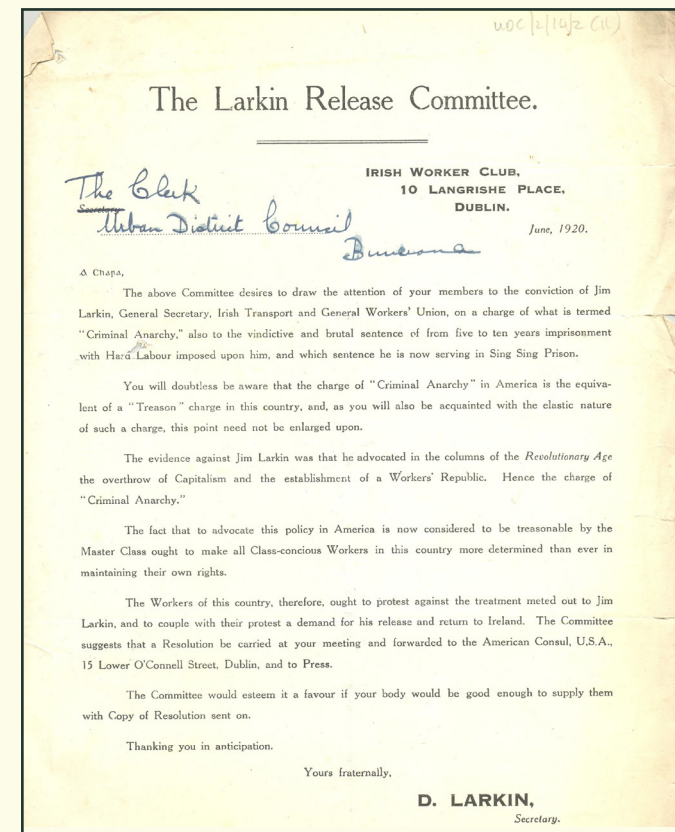 UDC/2/14/2 (11)
The Larkin Release Committee.
IRISH WORKER CLUB,
10 LANGRISHE PLACE,
DUBLIN.
June, 1920.
The Clerk
Secretary
Urban District Council
Buncrana
A Chara,
The above Committee desires to draw the attention of your members to the conviction of Jim
Larkin, General Secretary, Irish Transport and General Workers' Union, on a charge of what is termed
"Criminal Anarchy," also to the vindictive and brutal sentence of from five to ten years imprisonment
with Hard Labour imposed upon him, and which sentence he is now serving in Sing Sing Prison.
You will doubtless be aware that the charge of "Criminal Anarchy" in America is the equiva-
lent of a "Treason" charge in this country, and, as you will also be acquainted with the elastic nature
of such a charge, this point need not be enlarged upon.
The evidence against Jim Larkin was that he advocated in the columns of the Revolutionary Age
the overthrow of Capitalism and the establishment of a Workers' Republic. Hence the charge of
"Criminal Anarchy."
The fact that to advocate this policy in America is now considered to be treasonable by the
Master Class ought to make all Class-concious Workers in this country more determined than ever in
maintaining their own rights.
The Workers of this country, therefore, ought to protest against the treatment meted out to Jim
Larkin, and to couple with their protest a demand for his release and return to Ireland. The Committee
suggests that a Resolution be carried at your meeting and forwarded to the American Consul, U.S.A.,
15 Lower O'Connell Street, Dublin, and to Press.
The Committee would esteem it a favour if your body would be good enough to supply them
with Copy of Resolution sent on.
Thanking you in anticipation.
Yours fraternally,
D. LARKIN,
Secretary.